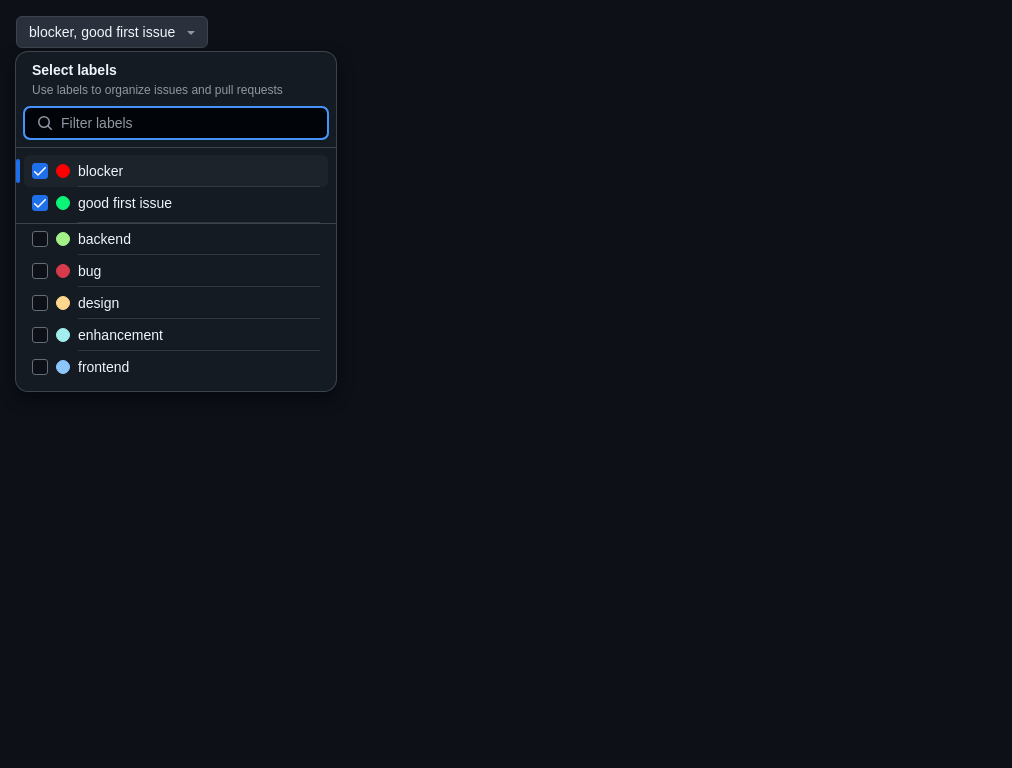 blocker, good first issue
Select labels
Use labels to organize issues and pull requests
Filter labels
blocker
good first issue
backend
bug
design
enhancement
frontend